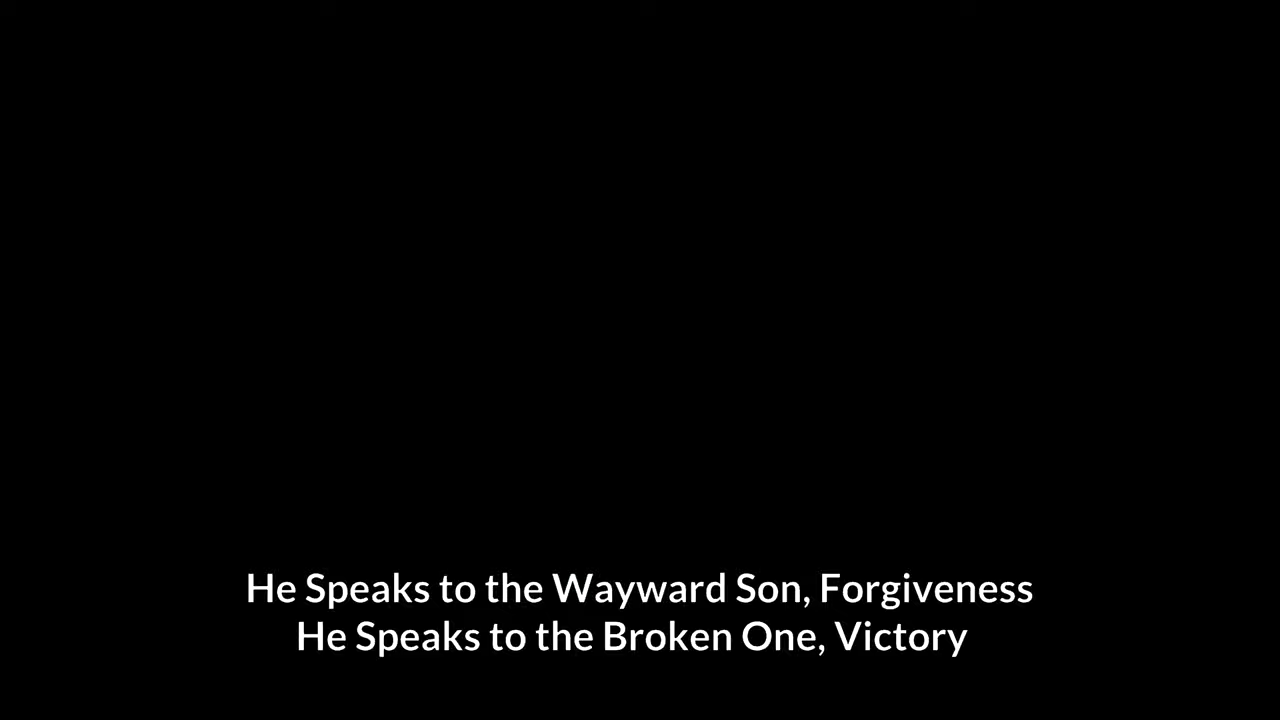 He Speaks to the Wayward Son, Forgiveness
He Speaks to the Broken One, Victory